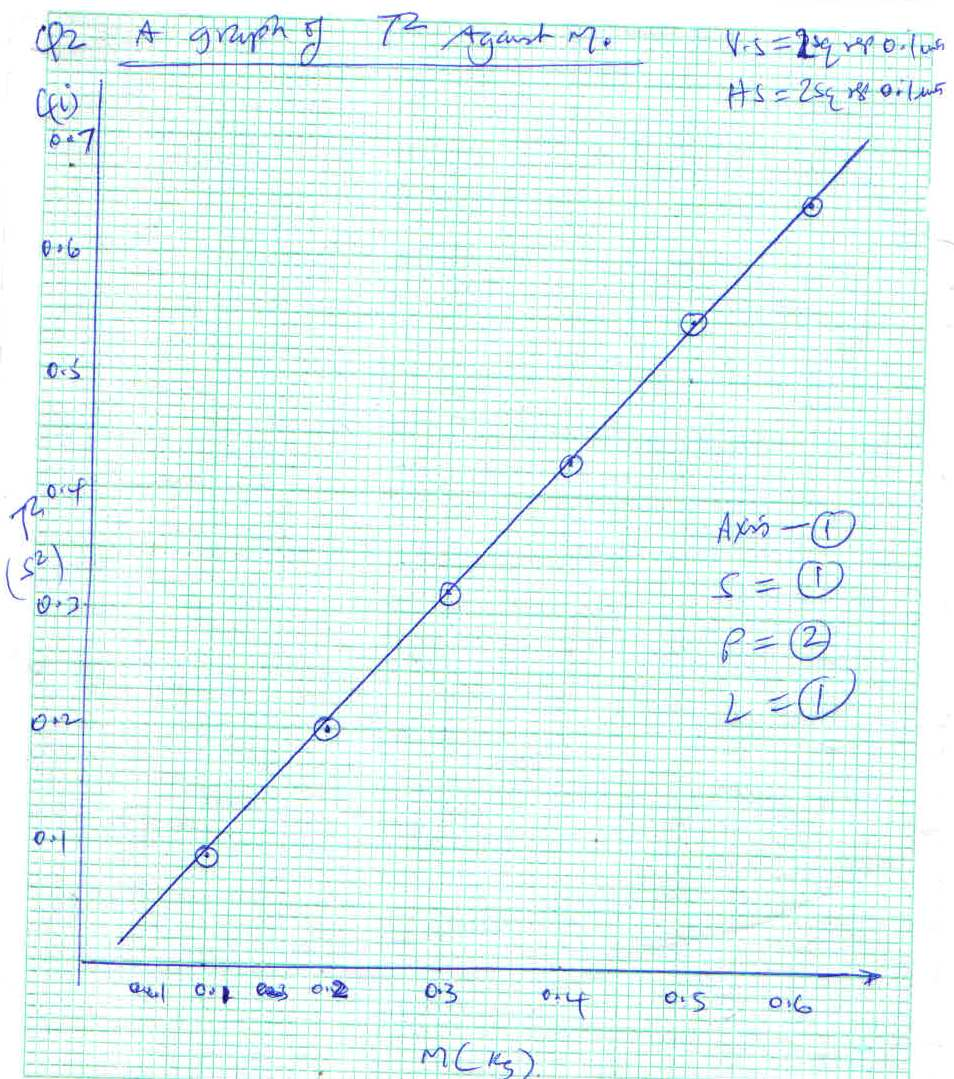 Q2 A graph of T² Against M.
V.S = 2sq rep 0.1 units
HS = 2sq rep 0.1 units
(i)
0.7
0.6
0.5
0.4
T²
(S²)
0.3
0.2
0.1
Axis - 1
S = 1
P = 2
L = 1
0.1 0.2 0.3 0.4 0.5 0.6
M (Kg)